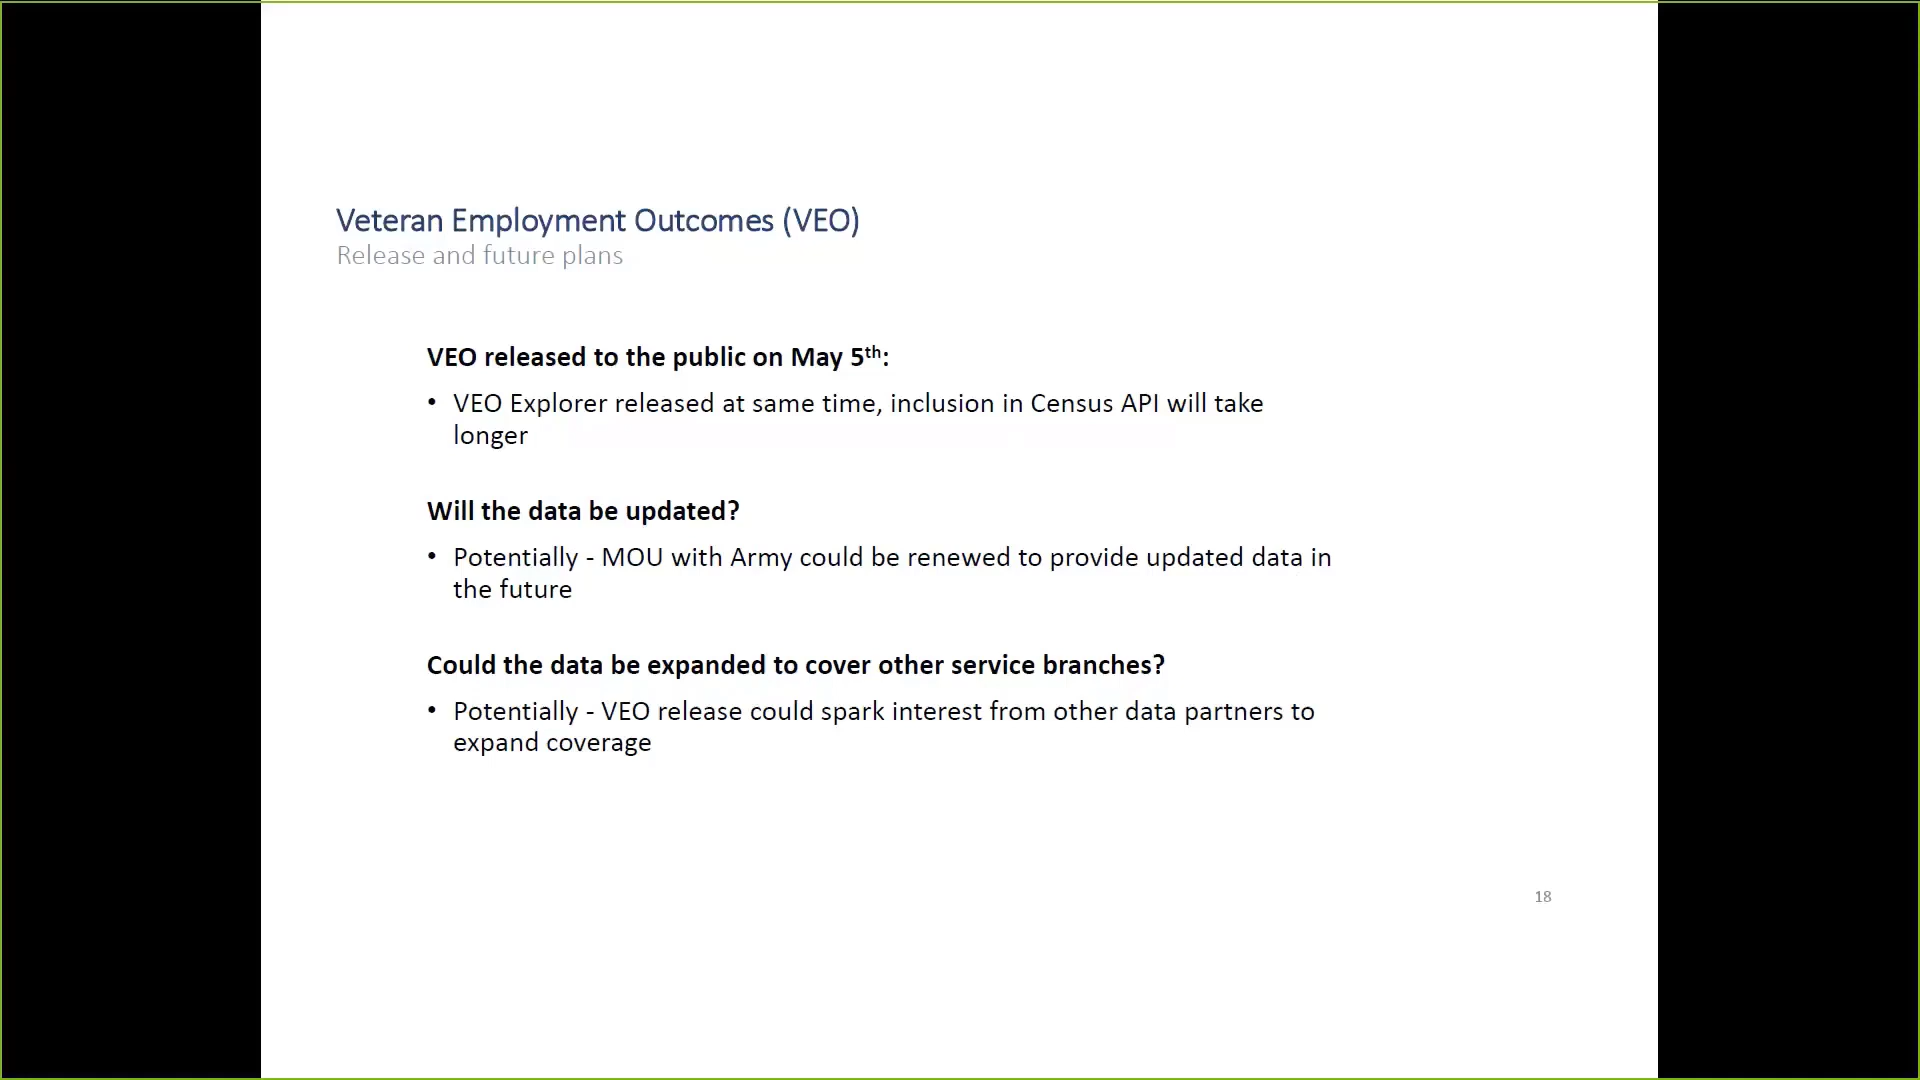 Veteran Employment Outcomes (VEO)
Release and future plans
VEO released to the public on May 5th:
• VEO Explorer released at same time, inclusion in Census API will take
longer
Will the data be updated?
• Potentially - MOU with Army could be renewed to provide updated data in
the future
Could the data be expanded to cover other service branches?
• Potentially - VEO release could spark interest from other data partners to
expand coverage
18